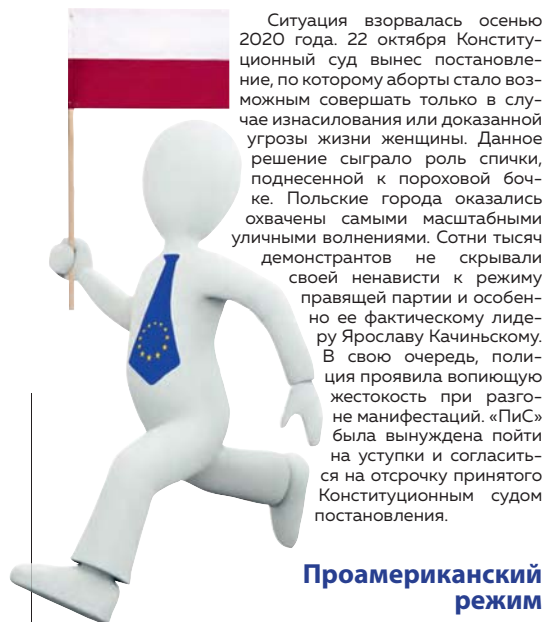 Ситуация взорвалась осенью
2020 года. 22 октября Конститу-
ционный суд вынес постановле-
ние, по которому аборты стало воз-
можным совершать только в слу-
чае изнасилования или доказанной
угрозы жизни женщины. Данное
решение сыграло роль спички,
поднесенной к пороховой боч-
ке. Польские города оказались
охвачены самыми масштабными
уличными волнениями. Сотни тысяч
демонстрантов не скрывали
своей ненависти к режиму
правящей партии и особен-
но ее фактическому лиде-
ру Ярославу Качиньскому.
В свою очередь, поли-
ция проявила вопиющую
жестокость при разго-
не манифестаций. «ПиС»
была вынуждена пойти
на уступки и согласить-
ся на отсрочку принятого
Конституционным судом
постановления.
Проамериканский
режим